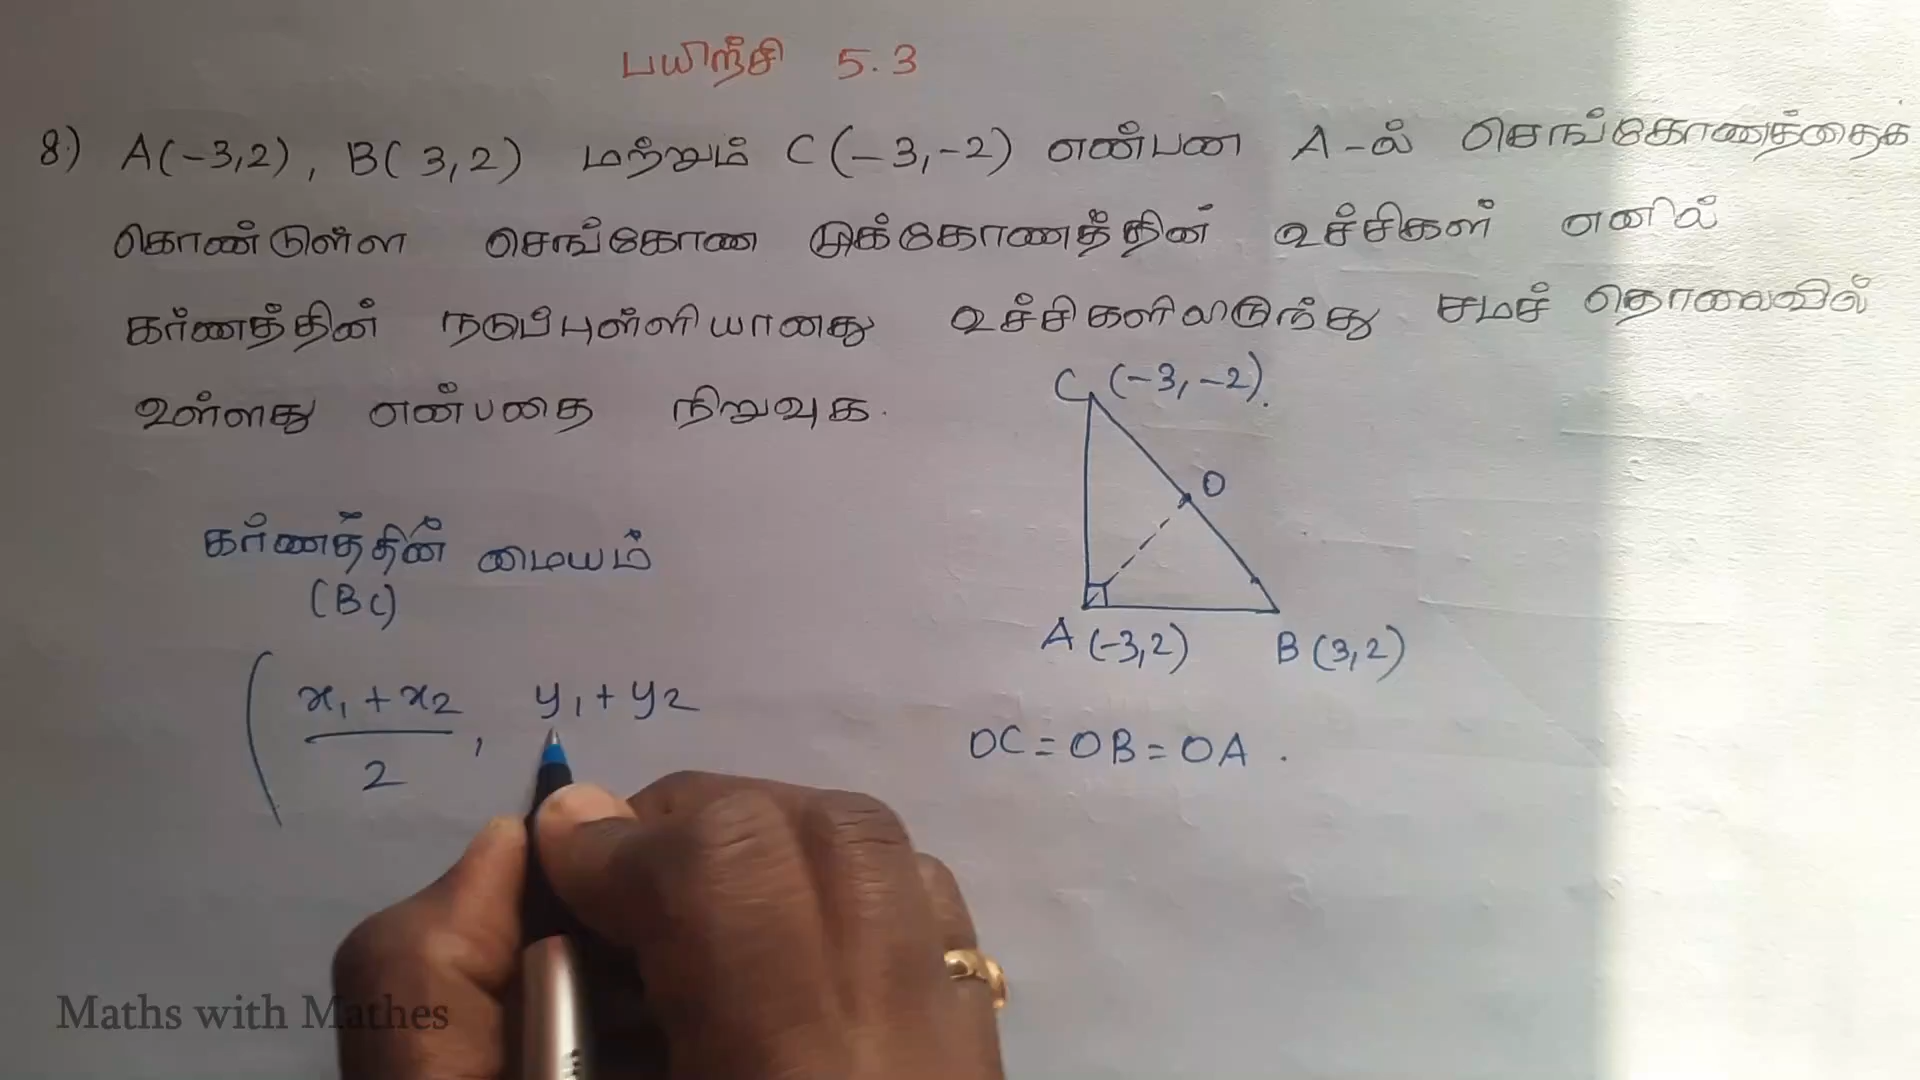 பயிற்சி 5.3
8) A(-3,2), B(3,2) மற்றும் C(-3,-2) என்பன A-ல் செங்கோணத்தைக்
கொண்டுள்ள செங்கோண முக்கோணத்தின் உச்சிகள் எனில்
கர்ணத்தின் நடுப்புள்ளியானது உச்சிகளிலிருந்து சமச் தொலைவில்
உள்ளது என்பதை நிறுவுக.
C (-3,-2).
O
A (-3,2) B (3,2)
கர்ணத்தின் மையம்
(BC)
( x₁ + x₂ / 2 , y₁ + y₂
OC = OB = OA .
Maths with Mathes